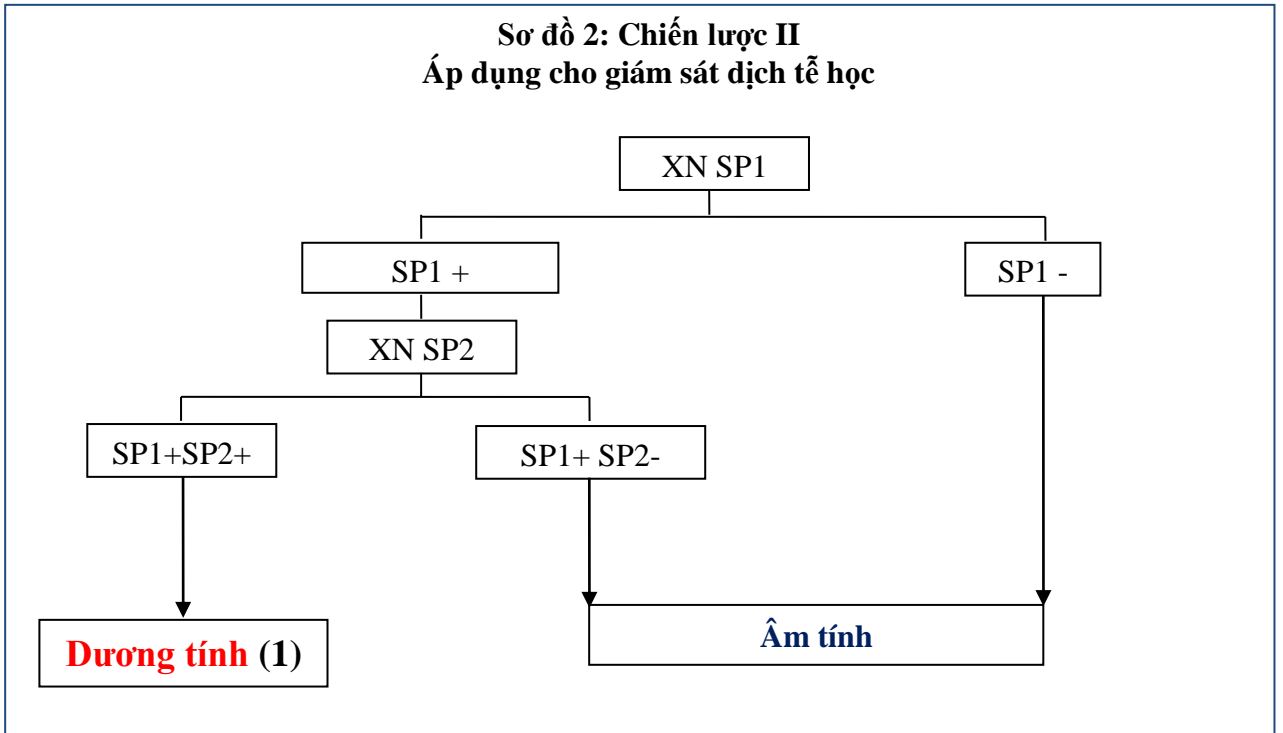 Sơ đồ 2: Chiến lược II
Áp dụng cho giám sát dịch tễ học
XN SP1
SP1 +
SP1 -
XN SP2
SP1+SP2+
SP1+ SP2-
Dương tính (1)
Âm tính